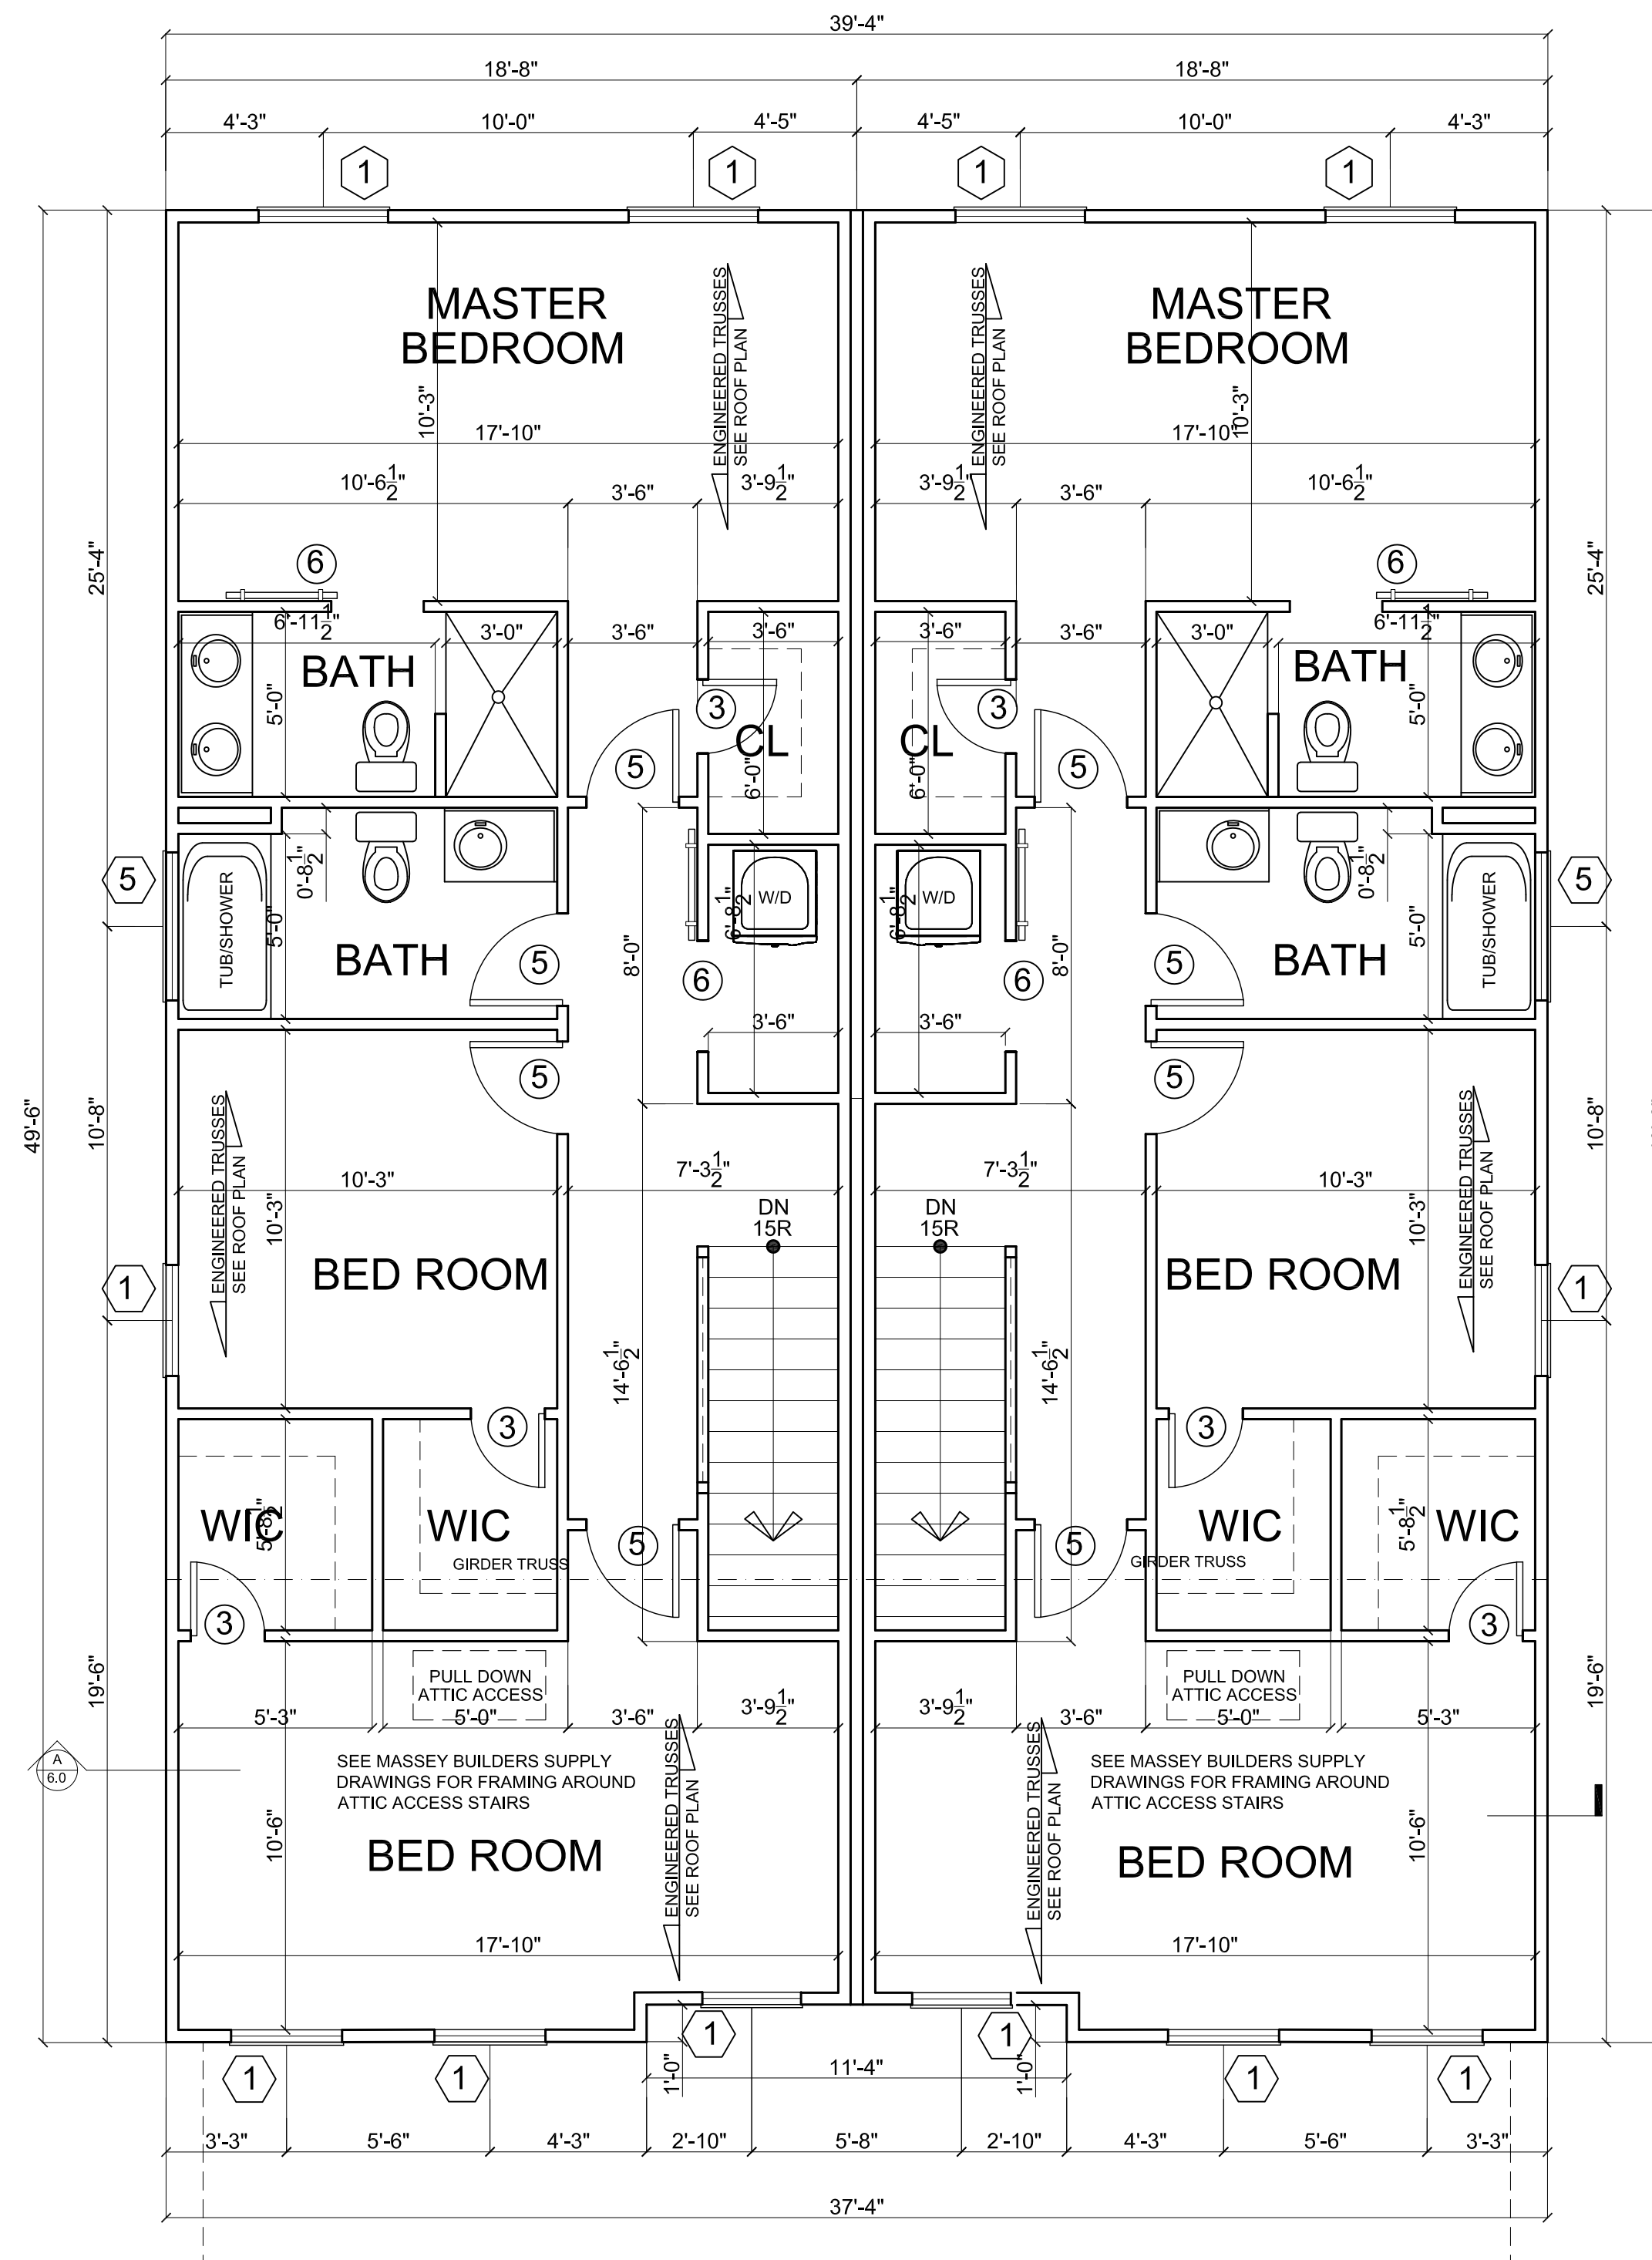 39'-4"
18'-8" 18'-8"
4'-3" 10'-0" 4'-5" 4'-5" 10'-0" 4'-3"
1 1 1 1
MASTER
BEDROOM
MASTER
BEDROOM
ENGINEERED TRUSSES
SEE ROOF PLAN
ENGINEERED TRUSSES
SEE ROOF PLAN
10'-3" 10'-3"
17'-10" 17'-10"
10'-6 1/2" 3'-6" 3'-9 1/2" 3'-9 1/2" 3'-6" 10'-6 1/2"
25'-4" 25'-4"
6 6
6'-11 1/2" 3'-0" 3'-6" 3'-6" 3'-6" 3'-6" 3'-0" 6'-11 1/2"
BATH BATH
5'-0" 5'-0"
3 3
CL CL
5 5
6'-0" 6'-0"
5 5
0'-8 1/2" 0'-8 1/2"
W/D W/D
6'-8 1/2" 6'-8 1/2"
TUB/SHOWER TUB/SHOWER
5'-0" 5'-0"
BATH BATH
5 5
8'-0" 8'-0"
6 6
3'-6" 3'-6"
5 5
49'-6"
10'-8" 10'-8"
ENGINEERED TRUSSES
SEE ROOF PLAN
ENGINEERED TRUSSES
SEE ROOF PLAN
10'-3" 7'-3 1/2" 7'-3 1/2" 10'-3"
10'-3" 10'-3"
DN
15R
DN
15R
BED ROOM BED ROOM
1 1
14'-6 1/2" 14'-6 1/2"
3 3
WIC WIC WIC WIC
5'-8 1/2" 5'-8 1/2"
5 5
GIRDER TRUSS GIRDER TRUSS
3 3
19'-6" 19'-6"
PULL DOWN
ATTIC ACCESS
PULL DOWN
ATTIC ACCESS
5'-3" 5'-0" 3'-6" 3'-9 1/2" 3'-9 1/2" 3'-6" 5'-0" 5'-3"
A
6.0
SEE MASSEY BUILDERS SUPPLY
DRAWINGS FOR FRAMING AROUND
ATTIC ACCESS STAIRS
SEE MASSEY BUILDERS SUPPLY
DRAWINGS FOR FRAMING AROUND
ATTIC ACCESS STAIRS
ENGINEERED TRUSSES
SEE ROOF PLAN
ENGINEERED TRUSSES
SEE ROOF PLAN
10'-6" 10'-6"
BED ROOM BED ROOM
17'-10" 17'-10"
1 1
1'-0" 11'-4" 1'-0"
1 1 1 1
3'-3" 5'-6" 4'-3" 2'-10" 5'-8" 2'-10" 4'-3" 5'-6" 3'-3"
37'-4"